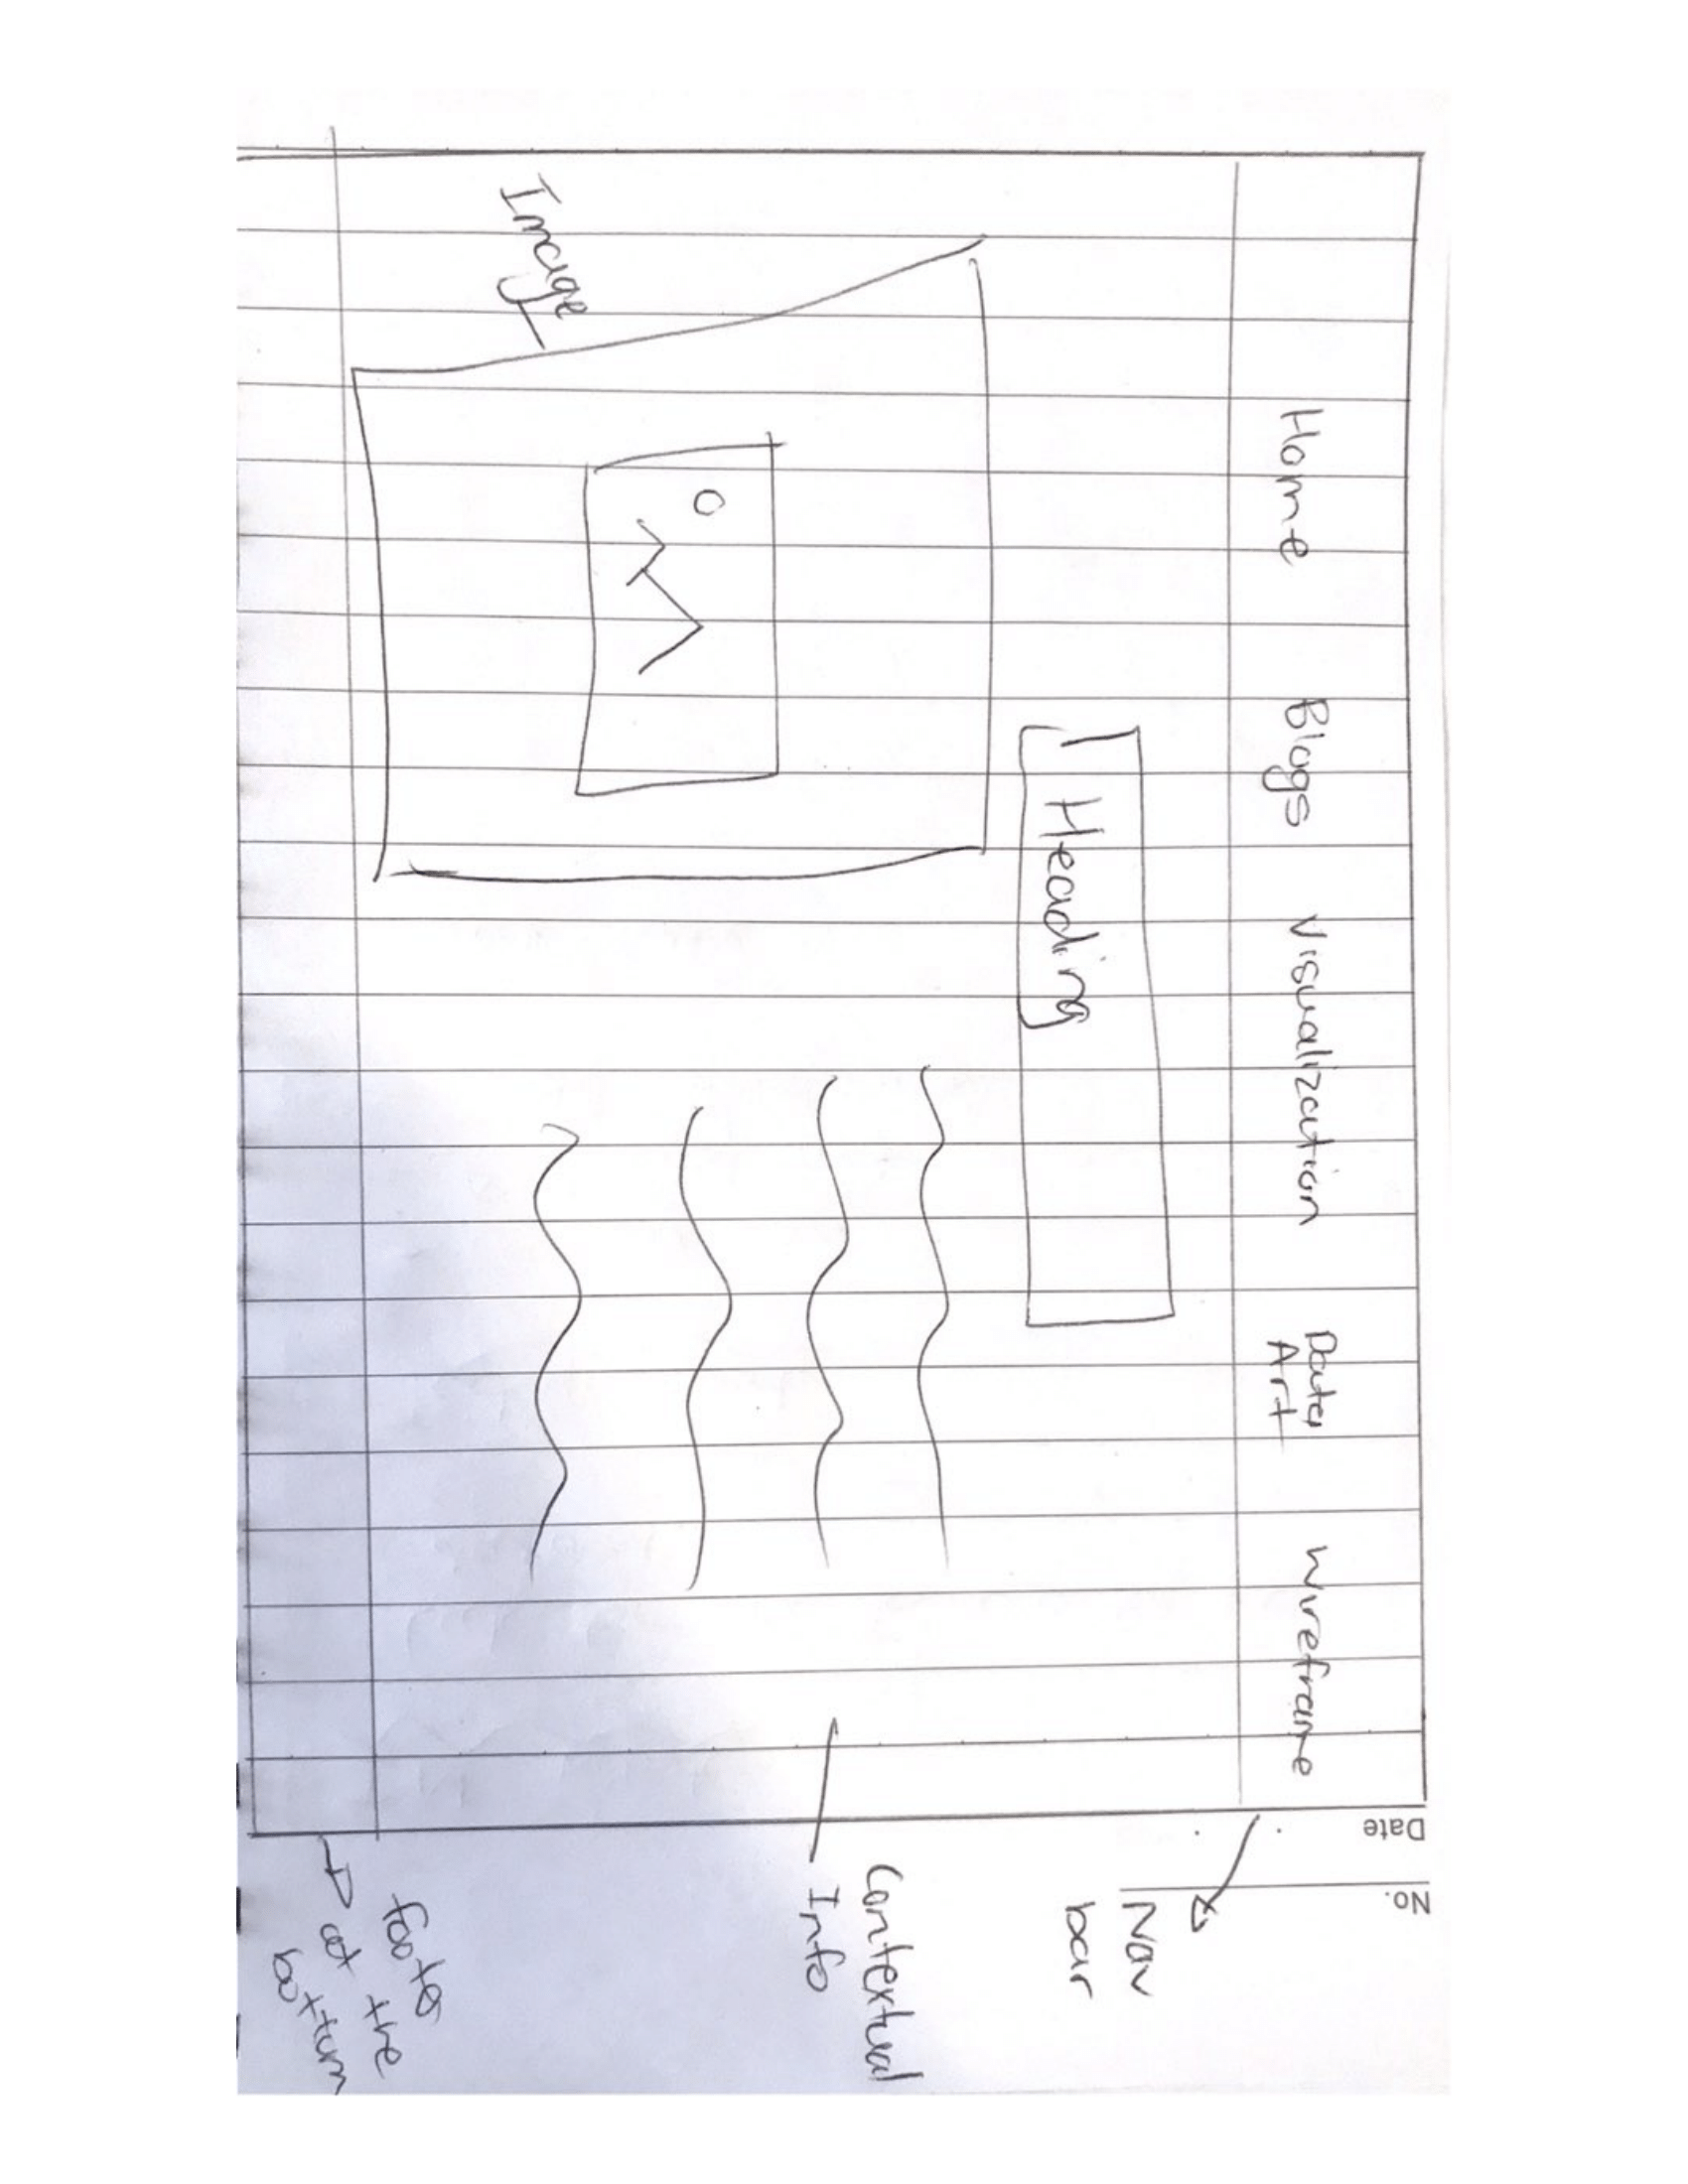 Home
Blogs
Visualization
Data
Art
Wireframe
Heading
Image
Nav
bar
Contextual
Info
footer
at the
bottom
Date
No.